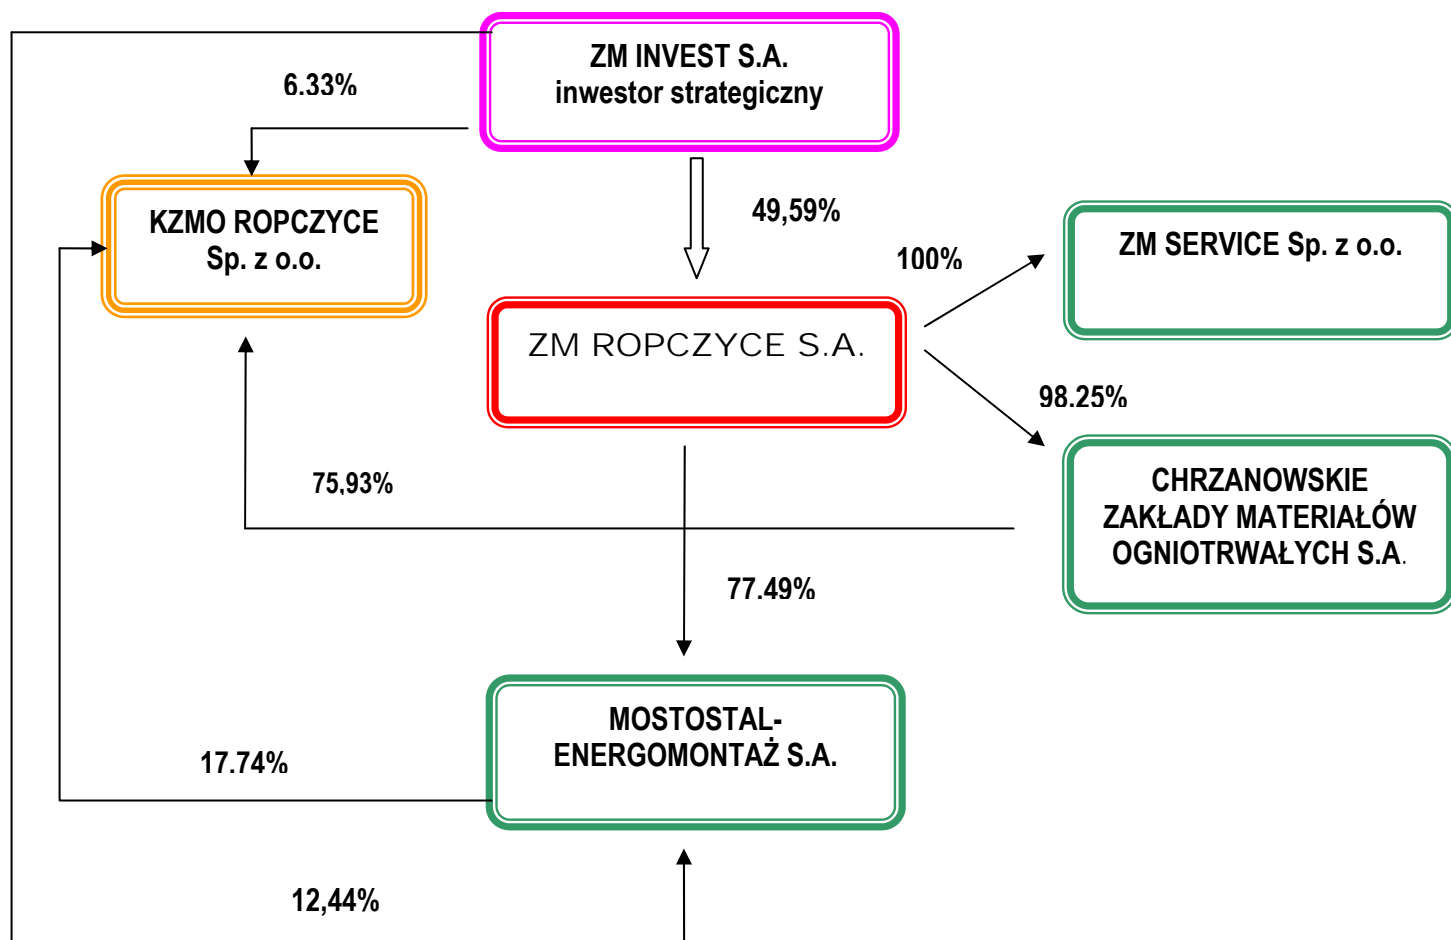 ZM INVEST S.A.
inwestor strategiczny
6.33%
49,59%
KZMO ROPCZYCE
Sp. z o.o.
ZM SERVICE Sp. z o.o.
100%
ZM ROPCZYCE S.A.
98.25%
75,93%
CHRZANOWSKIE
ZAKŁADY MATERIAŁÓW
OGNIOTRWAŁYCH S.A.
77.49%
MOSTOSTAL-
ENERGOMONTAŻ S.A.
17.74%
12,44%